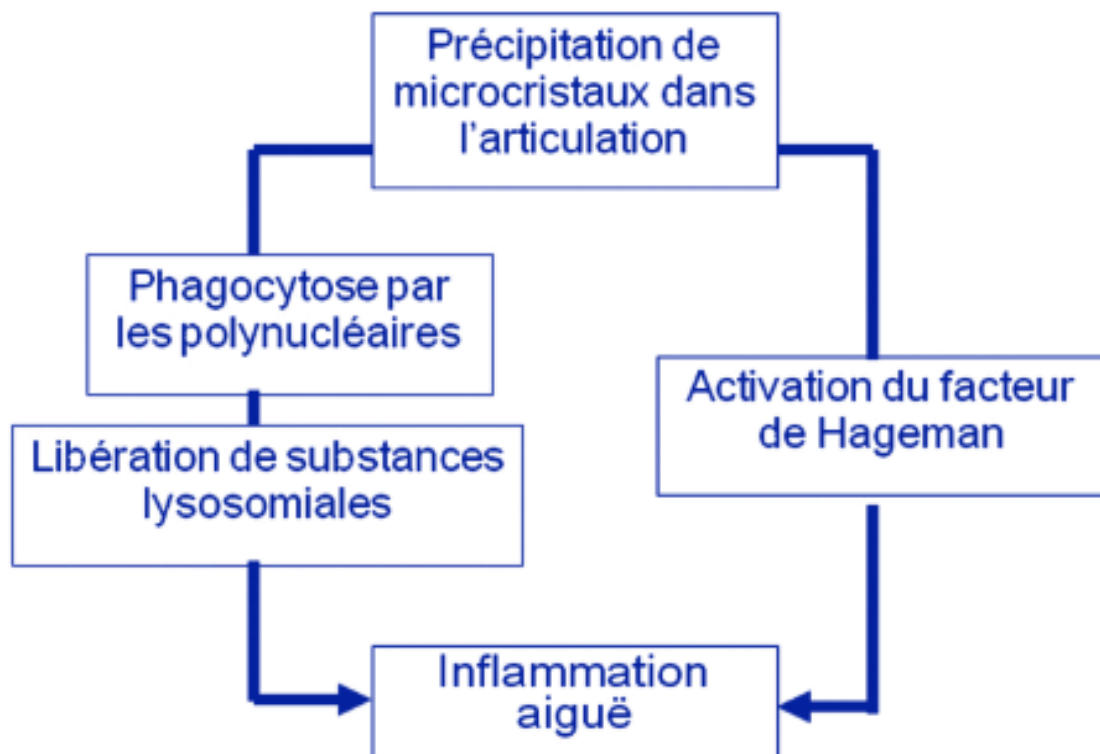 Précipitation de
microcristaux dans
l'articulation
Phagocytose par
les polynucléaires
Libération de substances
lysosomiales
Activation du facteur
de Hageman
Inflammation
aiguë